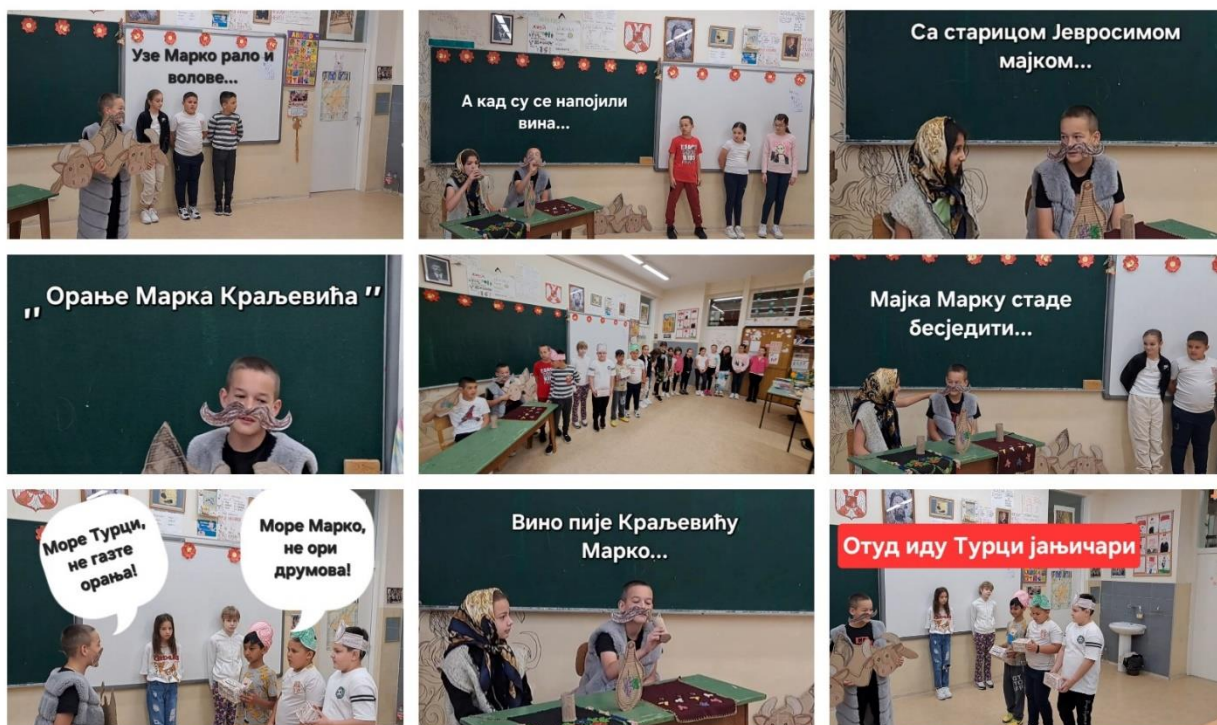 Узе Марко рало и
волове...
А кад су се напојили
вина...
Са старицом Јевросимом
мајком...
,, Орање Марка Краљевића "
Мајка Марку стаде
бесједити...
Море Турци,
не газте
орања!
Море Марко,
не ори
друмова!
Вино пије Краљевићу
Марко...
Отуд иду Турци јањичари